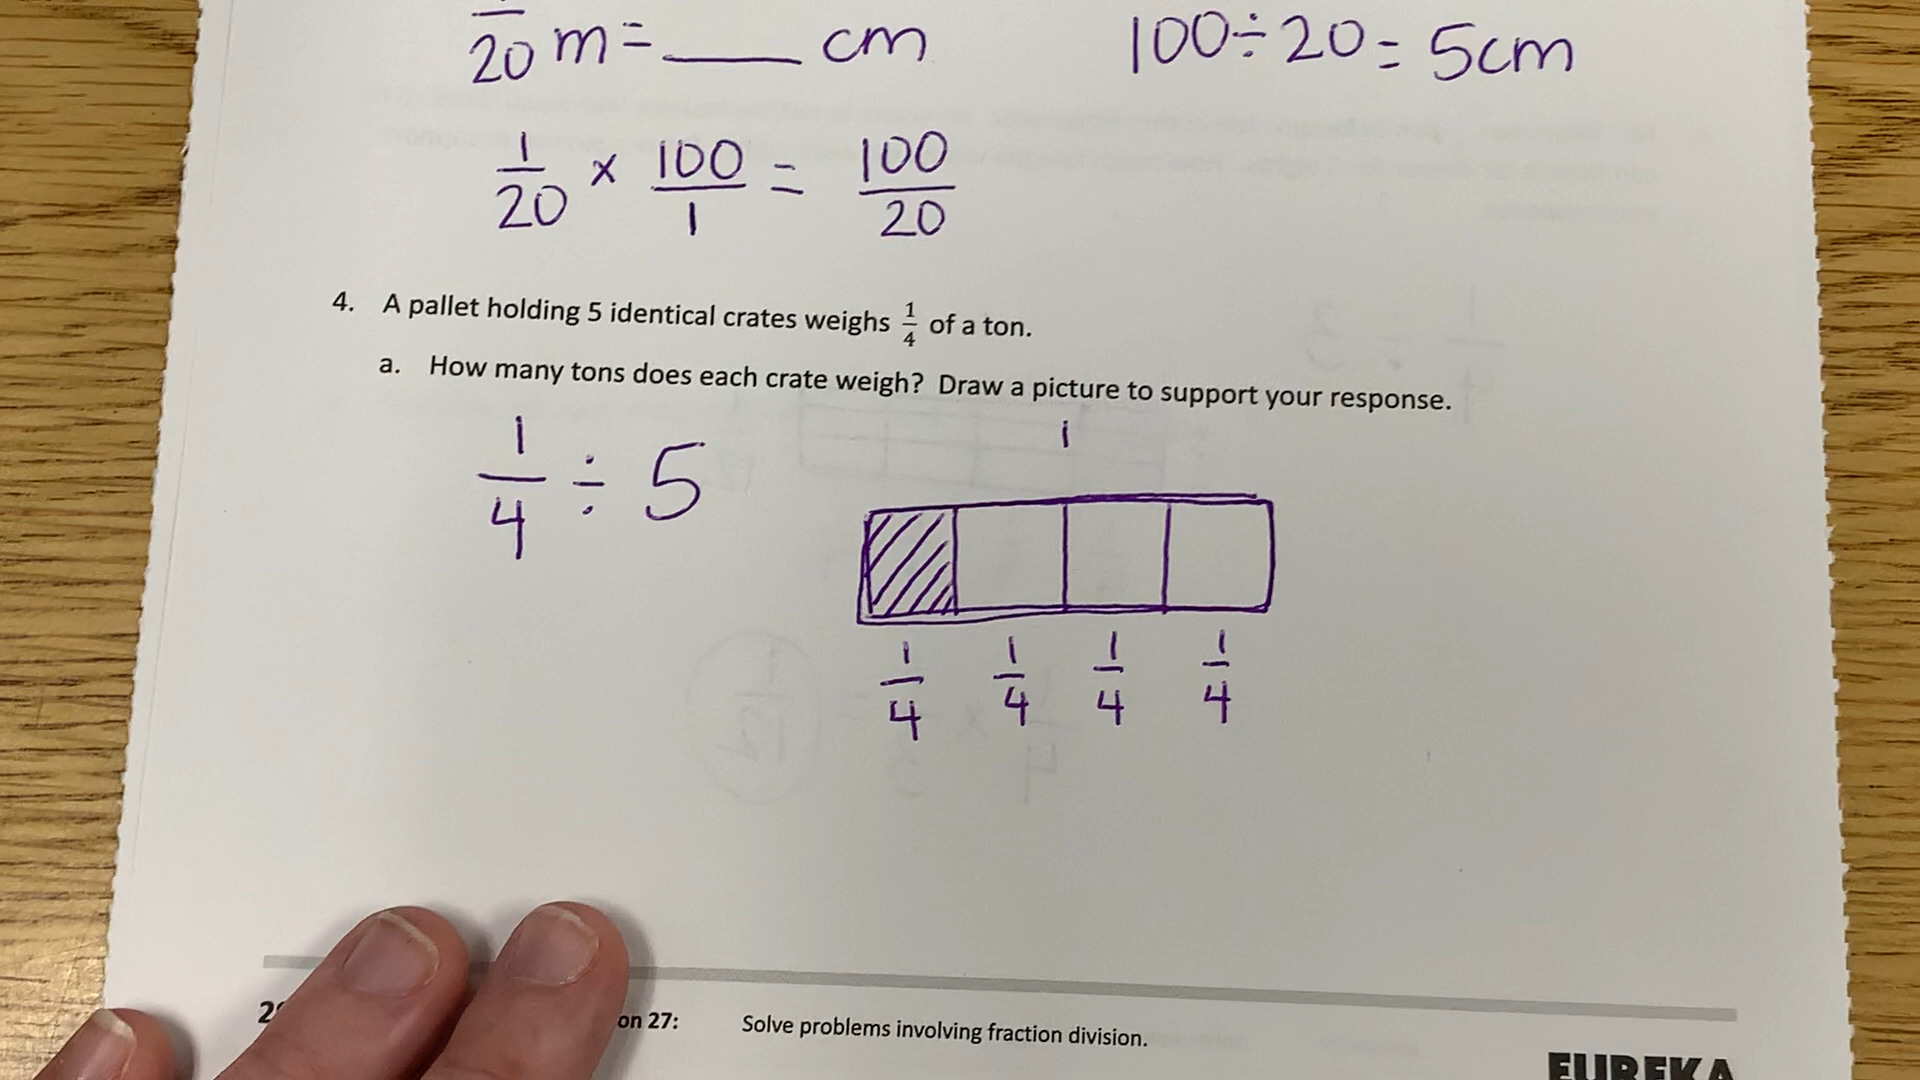 20 m = ___ cm 100 ÷ 20 = 5cm
1/20 x 100/1 = 100/20
4. A pallet holding 5 identical crates weighs 1/4 of a ton.
a. How many tons does each crate weigh? Draw a picture to support your response.
1
1/4 ÷ 5
1/4 1/4 1/4 1/4
on 27: Solve problems involving fraction division.
EUREKA